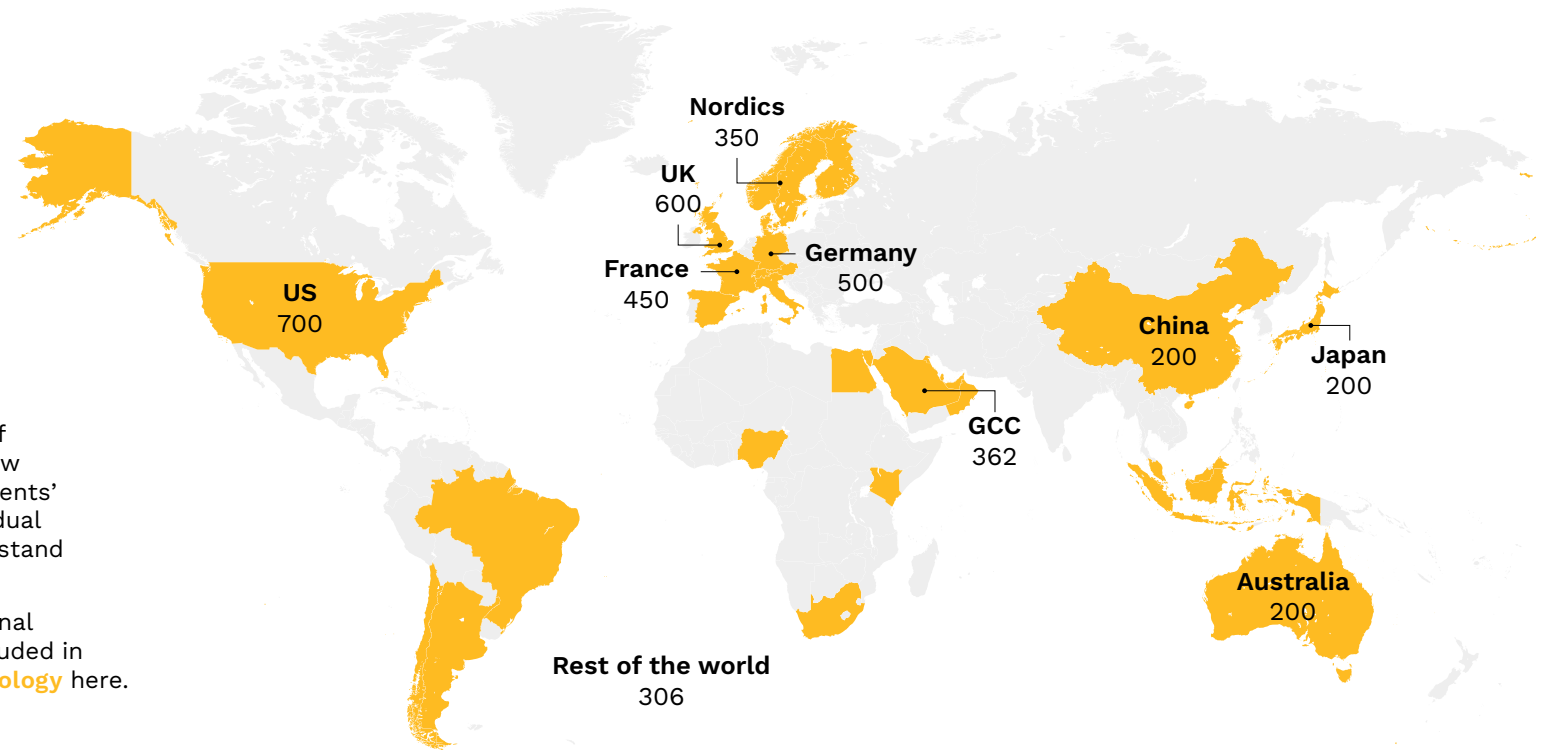 Nordics
350
UK
600
Germany
500
France
450
US
700
China
200
Japan
200
GCC
362
Australia
200
Rest of the world
306
stand
here.